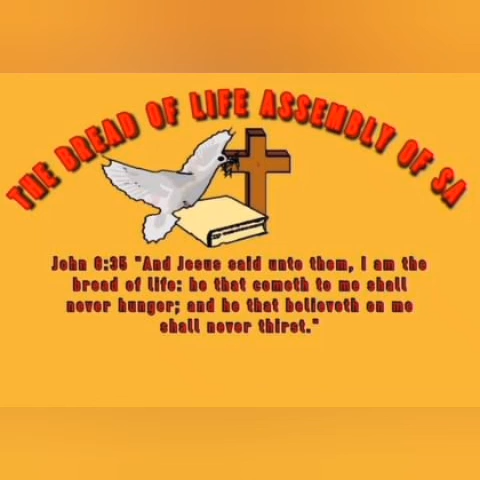 THE BREAD OF LIFE ASSEMBLY OF SA
John 6:35 "And Jesus said unto them, I am the
bread of life: he that cometh to me shall
never hunger; and he that believeth on me
shall never thirst."